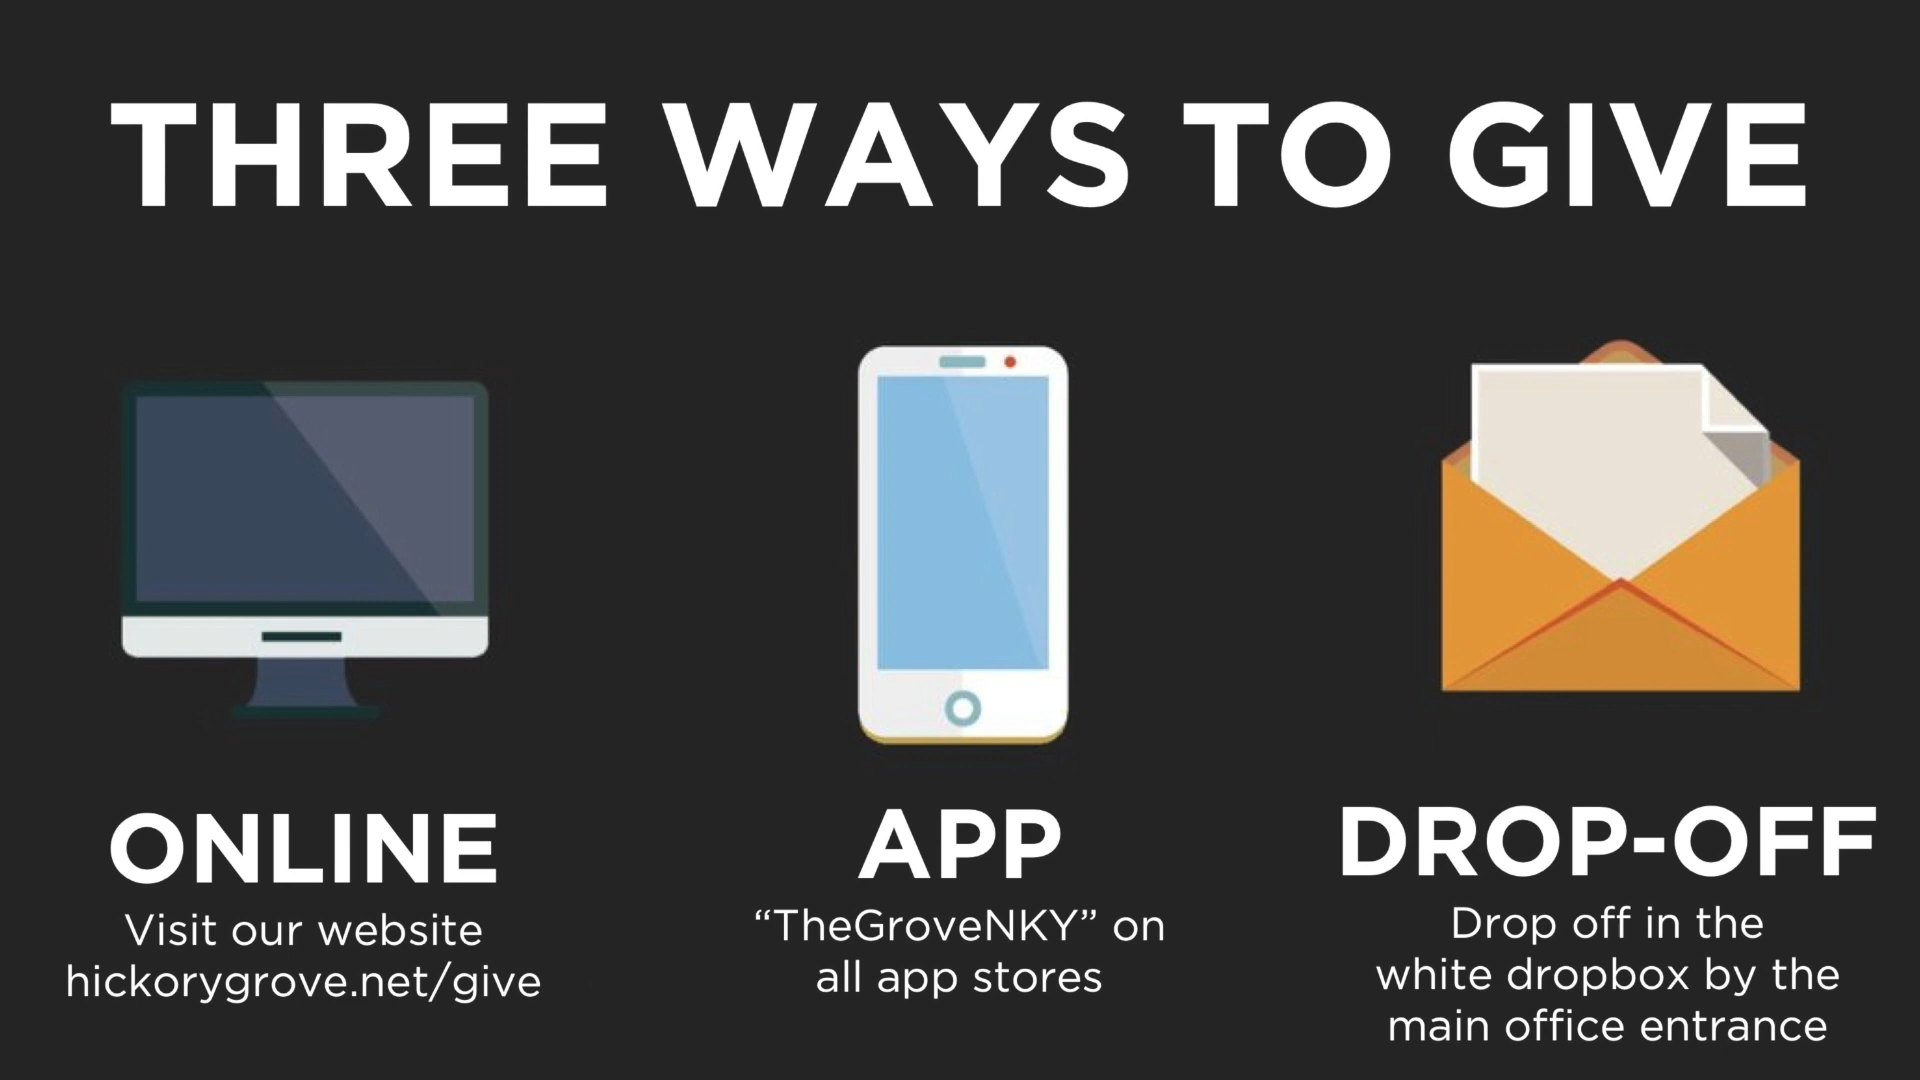 THREE WAYS TO GIVE
ONLINE
Visit our website
hickorygrove.net/give
APP
“TheGroveNKY” on
all app stores
DROP-OFF
Drop off in the
white dropbox by the
main office entrance